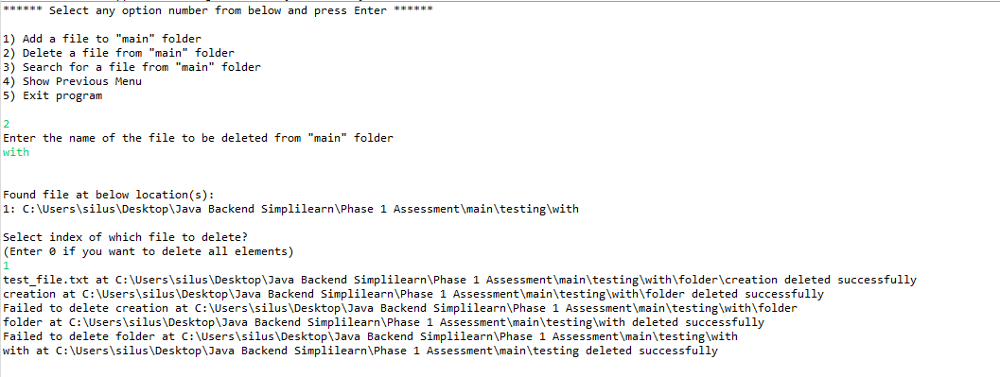 ****** Select any option number from below and press Enter ******
1) Add a file to "main" folder
2) Delete a file from "main" folder
3) Search for a file from "main" folder
4) Show Previous Menu
5) Exit program
2
Enter the name of the file to be deleted from "main" folder
with
Found file at below location(s):
1: C:\Users\silus\Desktop\Java Backend Simplilearn\Phase 1 Assessment\main\testing\with
Select index of which file to delete?
(Enter 0 if you want to delete all elements)
1
test_file.txt at C:\Users\silus\Desktop\Java Backend Simplilearn\Phase 1 Assessment\main\testing\with\folder\creation deleted successfully
creation at C:\Users\silus\Desktop\Java Backend Simplilearn\Phase 1 Assessment\main\testing\with\folder deleted successfully
Failed to delete creation at C:\Users\silus\Desktop\Java Backend Simplilearn\Phase 1 Assessment\main\testing\with\folder
folder at C:\Users\silus\Desktop\Java Backend Simplilearn\Phase 1 Assessment\main\testing\with deleted successfully
Failed to delete folder at C:\Users\silus\Desktop\Java Backend Simplilearn\Phase 1 Assessment\main\testing\with
with at C:\Users\silus\Desktop\Java Backend Simplilearn\Phase 1 Assessment\main\testing deleted successfully